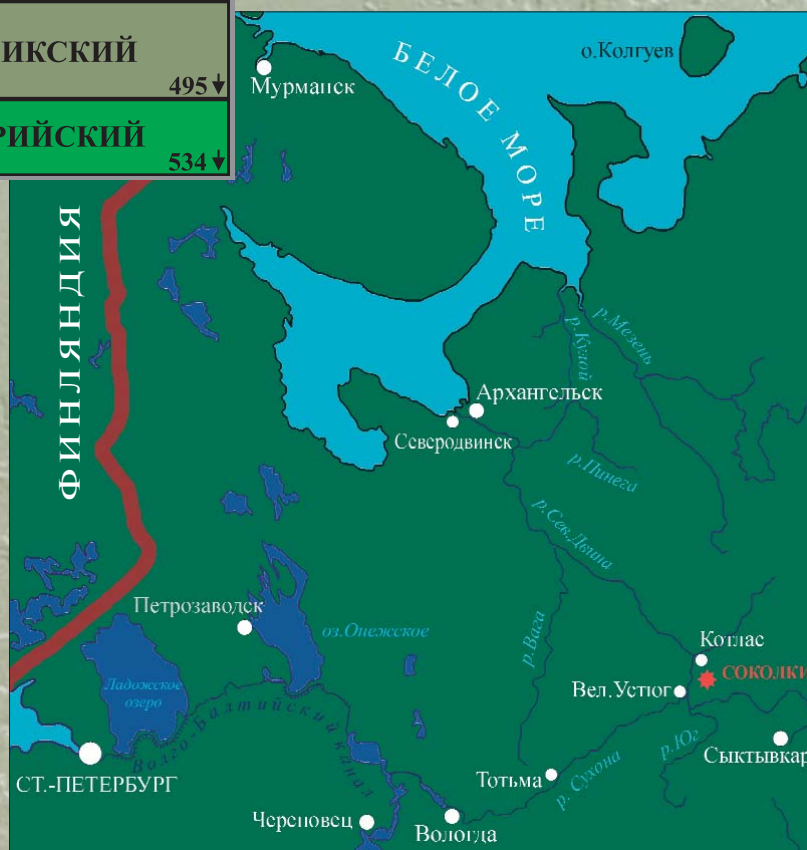 ИКСКИЙ
495↓
РИЙСКИЙ
534↓
Мурманск
БЕЛОЕ МОРЕ
о.Колгуев
ФИНЛЯНДИЯ
р.Мезень
р.Кулой
Архангельск
Северодвинск
р.Пинега
р.Сев.Двина
Петрозаводск
оз.Онежское
р.Вага
Котлас
СОКОЛКИ
Ладожское
озеро
Вел.Устюг
Волго-Балтийский канал
р.Юг
Сыктывкар
СТ.-ПЕТЕРБУРГ
Тотьма
р. Сухона
Череповец
Вологда